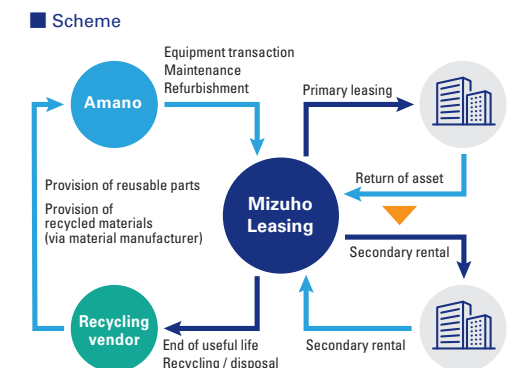 Scheme
Equipment transaction
Maintenance
Refurbishment
Amano
Primary leasing
Return of asset
Provision of reusable parts
Provision of
recycled materials
(via material manufacturer)
Mizuho
Leasing
Secondary rental
Recycling
vendor
End of useful life
Recycling / disposal
Secondary rental